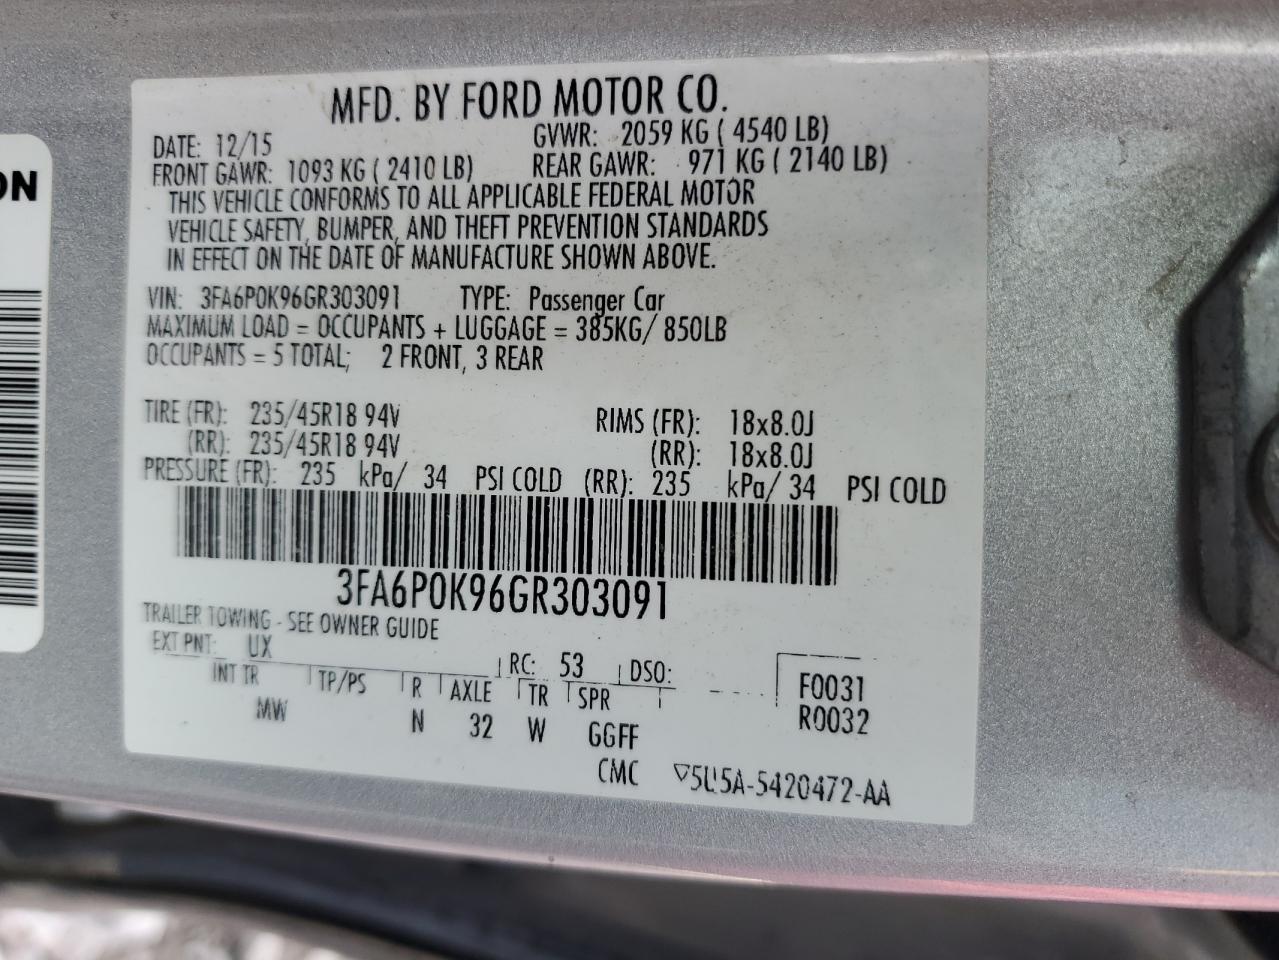 MFD. BY FORD MOTOR CO.
DATE: 12/15 GVWR: 2059 KG ( 4540 LB)
FRONT GAWR: 1093 KG ( 2410 LB) REAR GAWR: 971 KG ( 2140 LB)
THIS VEHICLE CONFORMS TO ALL APPLICABLE FEDERAL MOTOR
VEHICLE SAFETY, BUMPER, AND THEFT PREVENTION STANDARDS
IN EFFECT ON THE DATE OF MANUFACTURE SHOWN ABOVE.
VIN: 3FA6P0K96GR303091 TYPE: Passenger Car
MAXIMUM LOAD = OCCUPANTS + LUGGAGE = 385KG/ 850LB
OCCUPANTS = 5 TOTAL; 2 FRONT, 3 REAR
TIRE (FR): 235/45R18 94V RIMS (FR): 18x8.0J
(RR): 235/45R18 94V (RR): 18x8.0J
PRESSURE (FR): 235 kPa/ 34 PSI COLD (RR): 235 kPa/ 34 PSI COLD
3FA6P0K96GR303091
TRAILER TOWING - SEE OWNER GUIDE
EXT PNT: UX RC: 53 DSO:
INT TR TP/PS R AXLE TR SPR F0031
MW N 32 W GGFF R0032
CMC ▽5U5A-5420472-AA
ON